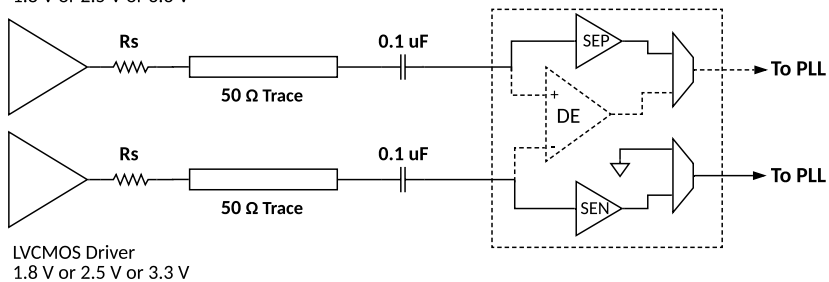 1.8 V or 2.5 V or 3.3 V
Rs
0.1 uF
SEP
To PLL
50 Ω Trace
+
DE
-
Rs
0.1 uF
To PLL
50 Ω Trace
SEN
LVCMOS Driver
1.8 V or 2.5 V or 3.3 V